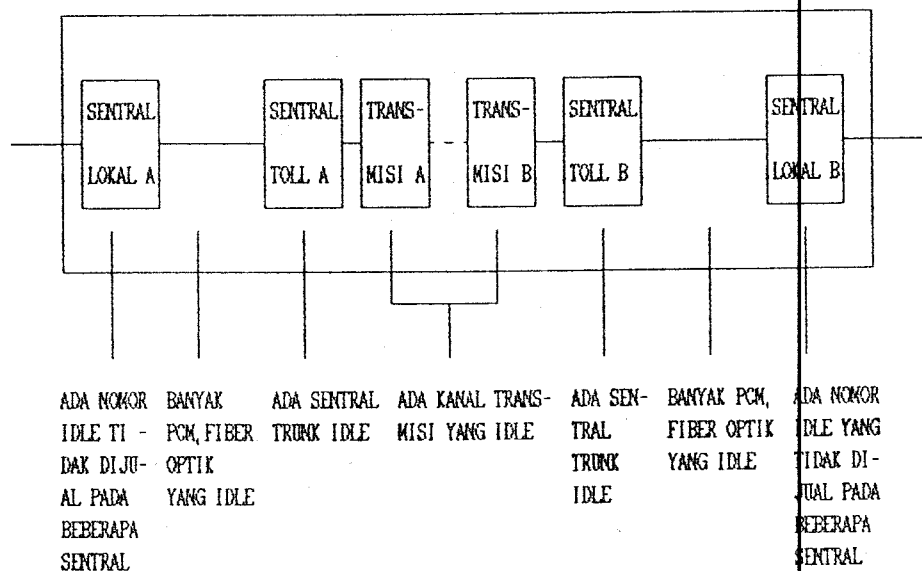 SENTRAL
LOKAL A
SENTRAL
TOLL A
TRANS-
MISI A
TRANS-
MISI B
SENTRAL
TOLL B
SENTRAL
LOKAL B
ADA NOMOR
IDLE TI -
DAK DIJU-
AL PADA
BEBERAPA
SENTRAL
BANYAK
PCM, FIBER
OPTIK
YANG IDLE
ADA SENTRAL
TRUNK IDLE
ADA KANAL TRANS-
MISI YANG IDLE
ADA SEN-
TRAL
TRUNK
IDLE
BANYAK PCM,
FIBER OPTIK
YANG IDLE
ADA NOMOR
IDLE YANG
TIDAK DI-
JUAL PADA
BEBERAPA
SENTRAL